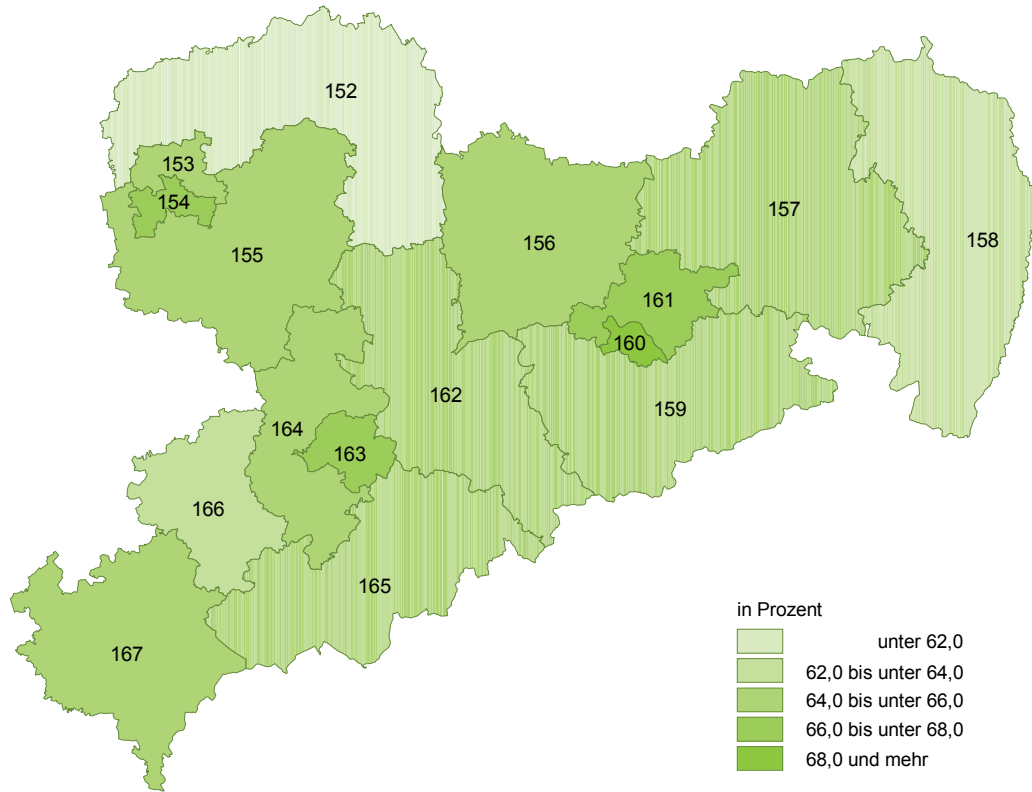 152
153
154
157
158
156
155
161
160
162
159
164
163
166
165
167
in Prozent
unter 62,0
62,0 bis unter 64,0
64,0 bis unter 66,0
66,0 bis unter 68,0
68,0 und mehr